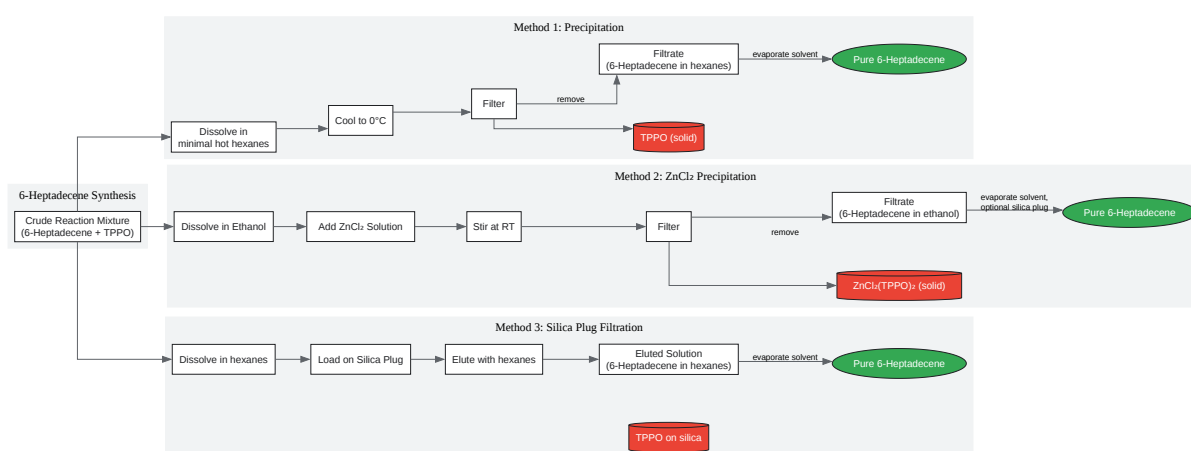 Method 1: Precipitation
Filtrate
(6-Heptadecene in hexanes)
evaporate solvent
Pure 6-Heptadecene
Filter
remove
Cool to 0°C
Dissolve in
minimal hot hexanes
TPPO (solid)
6-Heptadecene Synthesis
Crude Reaction Mixture
(6-Heptadecene + TPPO)
Method 2: ZnCl₂ Precipitation
Dissolve in Ethanol
Add ZnCl₂ Solution
Stir at RT
Filter
remove
Filtrate
(6-Heptadecene in ethanol)
evaporate solvent,
optional silica plug
Pure 6-Heptadecene
ZnCl₂(TPPO)₂ (solid)
Method 3: Silica Plug Filtration
Dissolve in hexanes
Load on Silica Plug
Elute with hexanes
Eluted Solution
(6-Heptadecene in hexanes)
evaporate solvent
Pure 6-Heptadecene
TPPO on silica